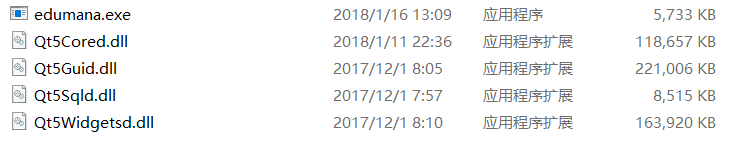 edumana.exe 2018/1/16 13:09 应用程序 5,733 KB
Qt5Cored.dll 2018/1/11 22:36 应用程序扩展 118,657 KB
Qt5Guid.dll 2017/12/1 8:05 应用程序扩展 221,006 KB
Qt5Sqld.dll 2017/12/1 7:57 应用程序扩展 8,515 KB
Qt5Widgetsd.dll 2017/12/1 8:10 应用程序扩展 163,920 KB